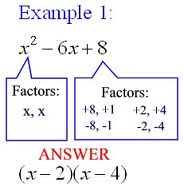 Example 1:
x² – 6x + 8
Factors:
x, x
Factors:
+8, +1 +2, +4
-8, -1 -2, -4
ANSWER
(x – 2)(x – 4)